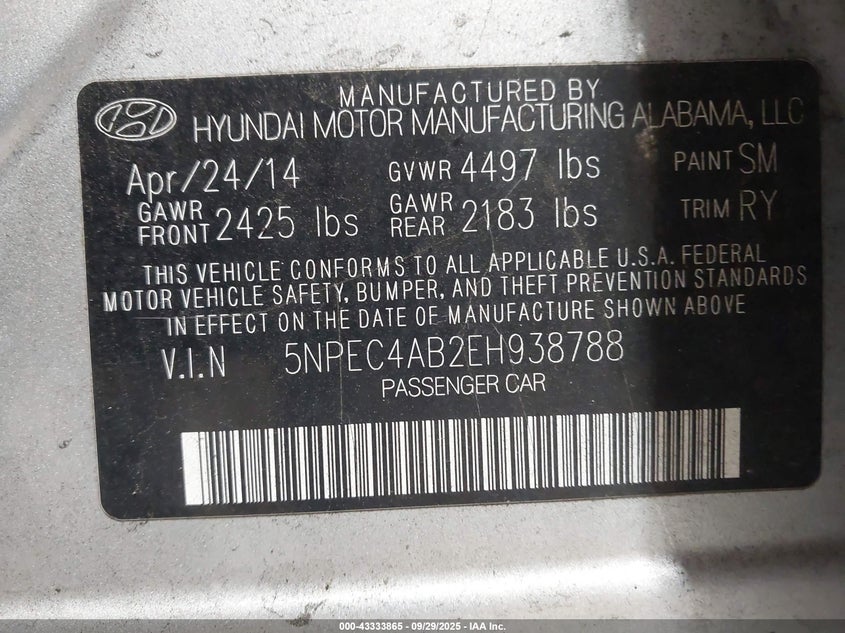 MANUFACTURED BY
HYUNDAI MOTOR MANUFACTURING ALABAMA, LLC
Apr/24/14 GVWR 4497 lbs PAINT SM
GAWR FRONT 2425 lbs GAWR REAR 2183 lbs TRIM RY
THIS VEHICLE CONFORMS TO ALL APPLICABLE U.S.A. FEDERAL
MOTOR VEHICLE SAFETY, BUMPER, AND THEFT PREVENTION STANDARDS
IN EFFECT ON THE DATE OF MANUFACTURE SHOWN ABOVE
V.I.N 5NPEC4AB2EH938788
PASSENGER CAR
000-43333865 - 09/29/2025 - IAA Inc.